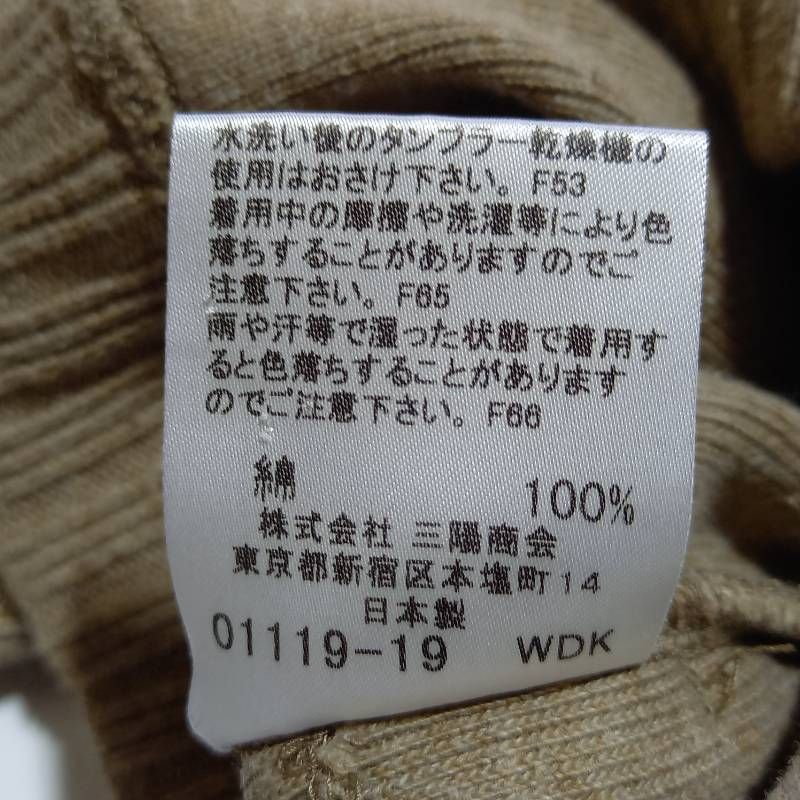 水洗い後のタンブラー乾燥機の
使用はおさけ下さい。F53
着用中の摩擦や洗濯等により色
落ちすることがありますのでご
注意下さい。F65
雨や汗等で湿った状態で着用す
ると色落ちすることがあります
のでご注意下さい。F66
綿 100%
株式会社 三陽商会
東京都新宿区本塩町14
日本製
01119-19 WDK